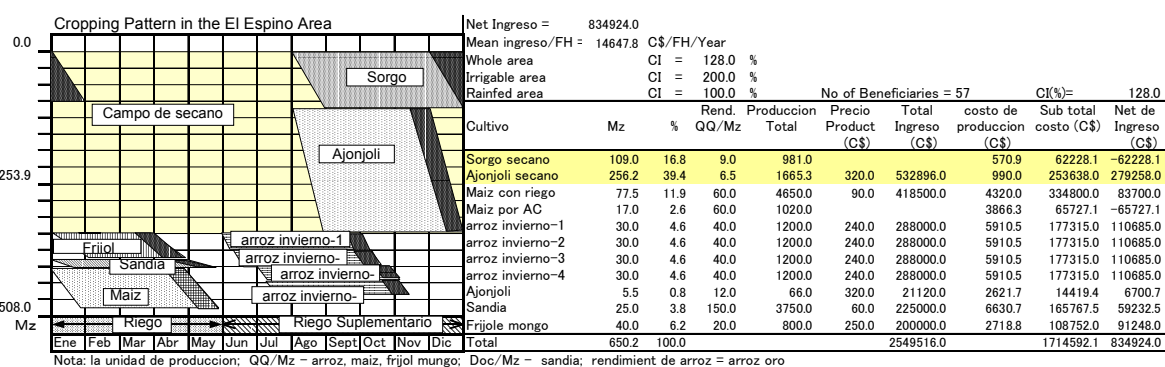 Cropping Pattern in the El Espino Area
0.0
253.9
508.0
Mz
Campo de secano
Sorgo
Ajonjoli
Frijol
Sandia
Maiz
arroz invierno-1
arroz invierno-
arroz invierno-
arroz invierno-
Riego
Riego Suplementario
Ene Feb Mar Abr May Jun Jul Ago Sept Oct Nov Dic
Net Ingreso = 834924.0
Mean ingreso/FH = 14647.8 C$/FH/Year
Whole area CI = 128.0 %
Irrigable area CI = 200.0 %
Rainfed area CI = 100.0 % No of Beneficiaries = 57 CI(%)= 128.0
Rend. Produccion Precio Total costo de Sub total Net de
Cultivo Mz % QQ/Mz Total Product Ingreso produccion costo (C$) Ingreso
(C$) (C$) (C$) (C$)
Sorgo secano 109.0 16.8 9.0 981.0 570.9 62228.1 -62228.1
Ajonjoli secano 256.2 39.4 6.5 1665.3 320.0 532896.0 990.0 253638.0 279258.0
Maiz con riego 77.5 11.9 60.0 4650.0 90.0 418500.0 4320.0 334800.0 83700.0
Maiz por AC 17.0 2.6 60.0 1020.0 3866.3 65727.1 -65727.1
arroz invierno-1 30.0 4.6 40.0 1200.0 240.0 288000.0 5910.5 177315.0 110685.0
arroz invierno-2 30.0 4.6 40.0 1200.0 240.0 288000.0 5910.5 177315.0 110685.0
arroz invierno-3 30.0 4.6 40.0 1200.0 240.0 288000.0 5910.5 177315.0 110685.0
arroz invierno-4 30.0 4.6 40.0 1200.0 240.0 288000.0 5910.5 177315.0 110685.0
Ajonjoli 5.5 0.8 12.0 66.0 320.0 21120.0 2621.7 14419.4 6700.7
Sandia 25.0 3.8 150.0 3750.0 60.0 225000.0 6630.7 165767.5 59232.5
Frijole mongo 40.0 6.2 20.0 800.0 250.0 200000.0 2718.8 108752.0 91248.0
Total 650.2 100.0 2549516.0 1714592.1 834924.0
Nota: la unidad de produccion; QQ/Mz - arroz, maiz, frijol mungo; Doc/Mz - sandia; rendimient de arroz = arroz oro